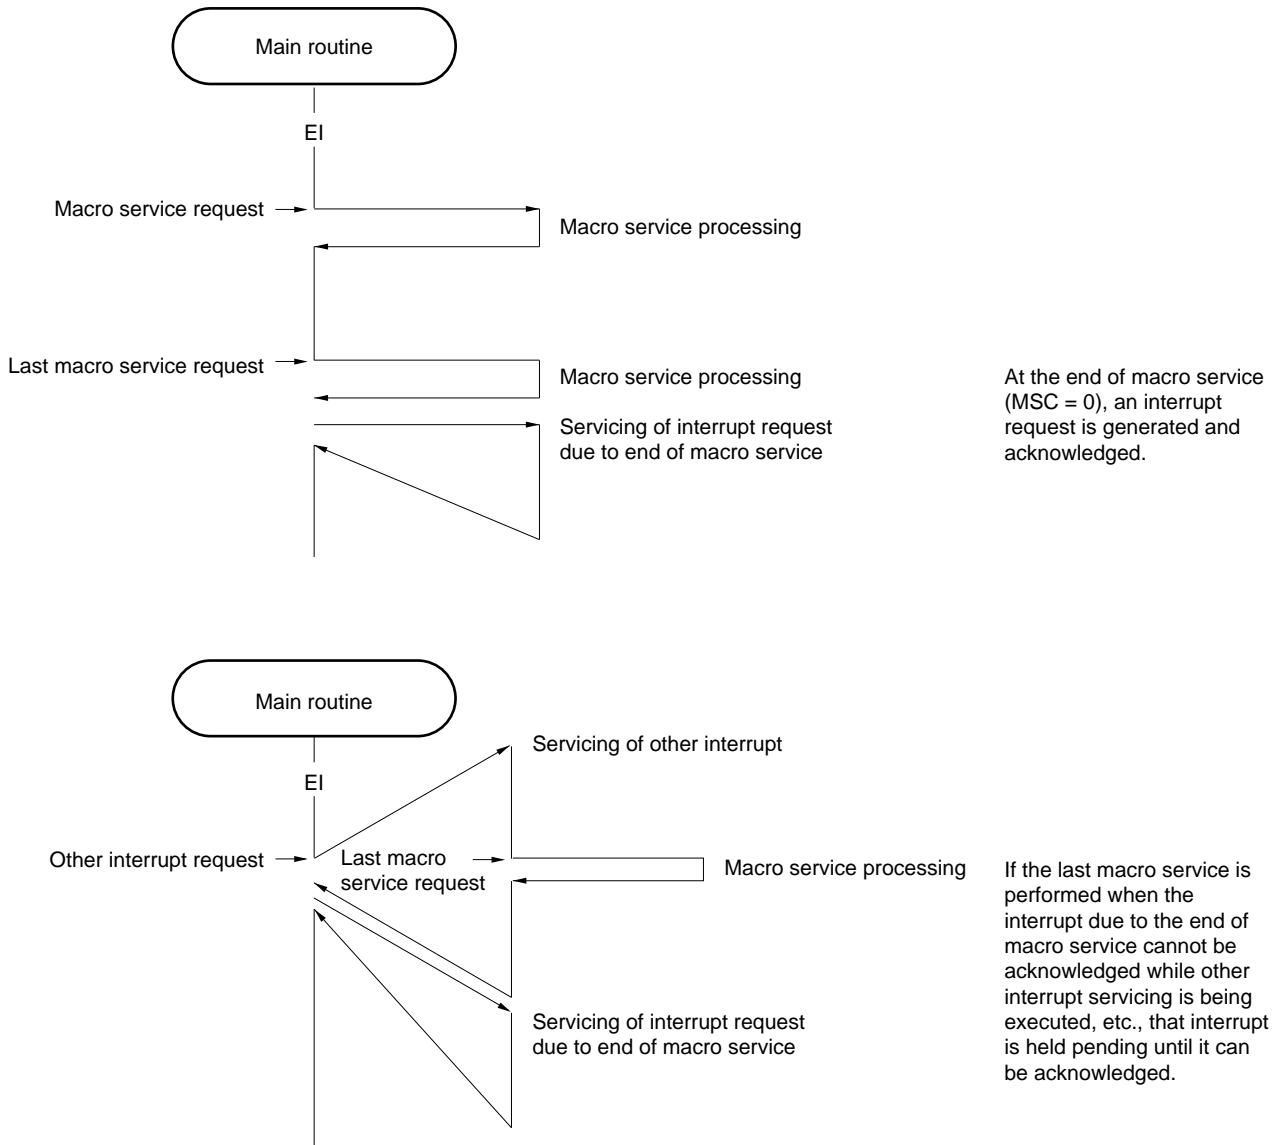 Main routine
EI
Macro service request
Macro service processing
Last macro service request
Macro service processing
Servicing of interrupt request
due to end of macro service
At the end of macro service
(MSC = 0), an interrupt
request is generated and
acknowledged.
Main routine
EI
Servicing of other interrupt
Other interrupt request
Last macro
service request
Macro service processing
Servicing of interrupt request
due to end of macro service
If the last macro service is
performed when the
interrupt due to the end of
macro service cannot be
acknowledged while other
interrupt servicing is being
executed, etc., that interrupt
is held pending until it can
be acknowledged.